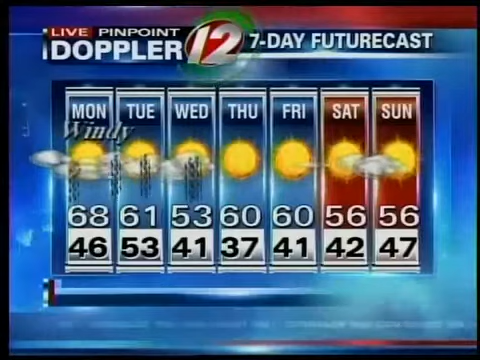 LIVE PINPOINT
DOPPLER 12 7-DAY FUTURECAST
MON TUE WED THU FRI SAT SUN
Windy
68 61 53 60 60 56 56
46 53 41 37 41 42 47